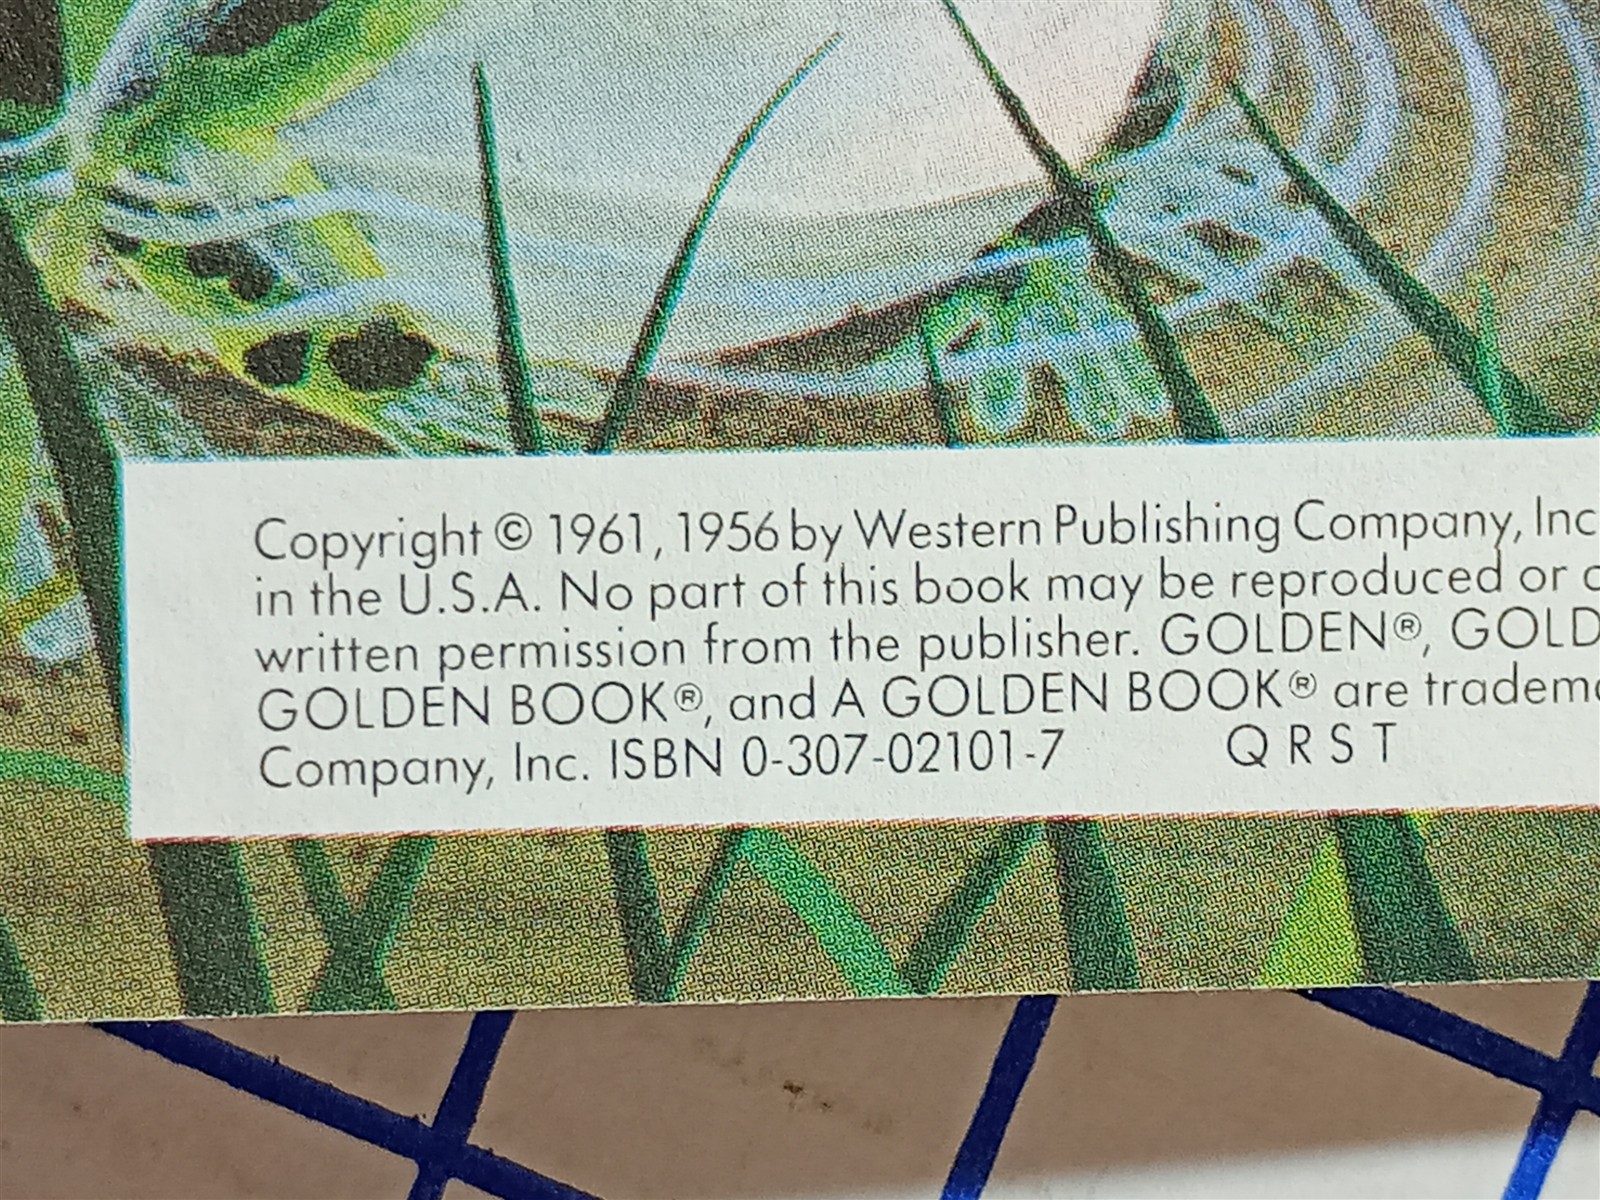 Copyright © 1961, 1956 by Western Publishing Company, Inc
in the U.S.A. No part of this book may be reproduced or
written permission from the publisher. GOLDEN®, GOLD
GOLDEN BOOK®, and A GOLDEN BOOK® are tradem
Company, Inc. ISBN 0-307-02101-7 Q R S T